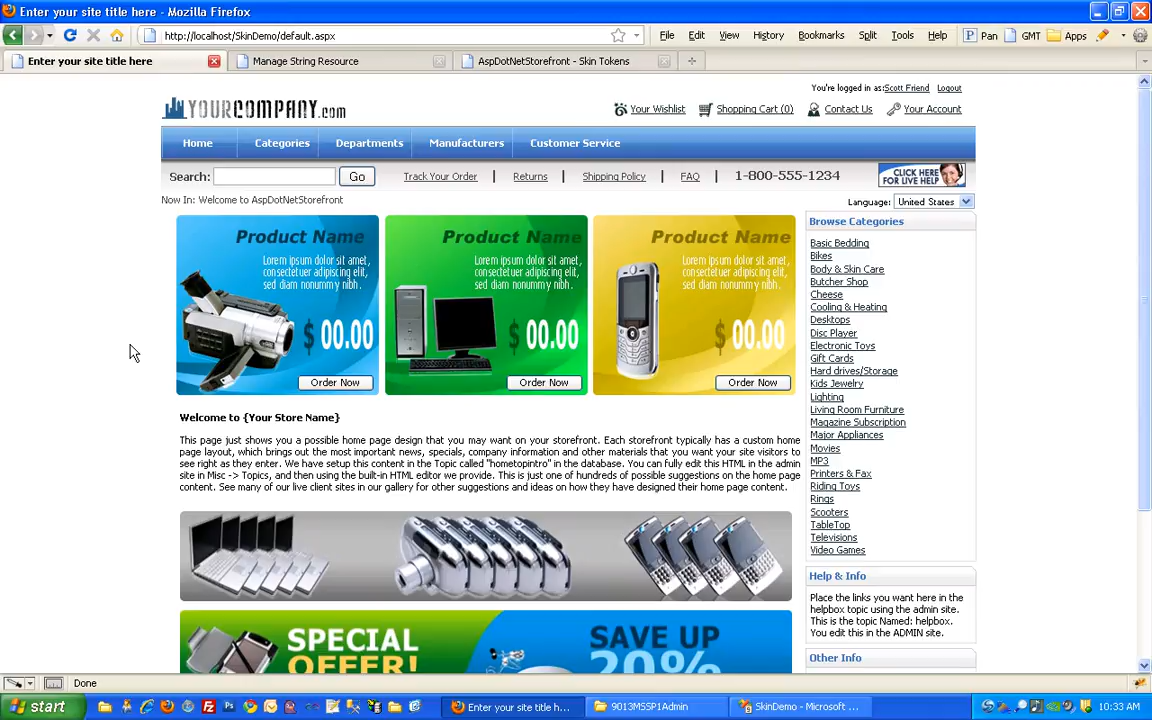 Enter your site title here - Mozilla Firefox
http://localhost/SkinDemo/default.aspx
File Edit View History Bookmarks Split Tools Help
Pan GMT Apps
Enter your site title here
Manage String Resource
AspDotNetStorefront - Skin Tokens
You're logged in as:Scott Friend Logout
YOURCOMPANY.com
Your Wishlist Shopping Cart (0) Contact Us Your Account
Home Categories Departments Manufacturers Customer Service
Search: Go Track Your Order | Returns | Shipping Policy | FAQ | 1-800-555-1234
CLICK HERE
FOR LIVE HELP
Now In: Welcome to AspDotNetStorefront
Language: United States
Product Name
Lorem ipsum dolor sit amet,
consectetuer adipiscing elit,
sed diam nonummy nibh.
$ 00.00
Order Now
Product Name
Lorem ipsum dolor sit amet,
consectetuer adipiscing elit,
sed diam nonummy nibh.
$ 00.00
Order Now
Product Name
Lorem ipsum dolor sit amet,
consectetuer adipiscing elit,
sed diam nonummy nibh.
$ 00.00
Order Now
Welcome to {Your Store Name}
This page just shows you a possible home page design that you may want on your storefront. Each storefront typically has a custom home
page layout, which brings out the most important news, specials, company information and other materials that you want your site visitors to
see right as they enter. We have setup this content in the Topic called "hometopintro" in the database. You can fully edit this HTML in the admin
site in Misc -> Topics, and then using the built-in HTML editor we provide. This is just one of hundreds of possible suggestions on the home page
content. See many of our live client sites in our gallery for other suggestions and ideas on how they have designed their home page content.
SPECIAL
OFFER!
SAVE UP
20%
Browse Categories
Basic Bedding
Bikes
Body & Skin Care
Butcher Shop
Cheese
Cooling & Heating
Desktops
Disc Player
Electronic Toys
Gift Cards
Hard drives/Storage
Kids Jewelry
Lighting
Living Room Furniture
Magazine Subscription
Major Appliances
Movies
MP3
Printers & Fax
Riding Toys
Rings
Scooters
TableTop
Televisions
Video Games
Help & Info
Place the links you want here in the
helpbox topic using the admin site.
This is the topic Named: helpbox.
You edit this in the ADMIN site.
Other Info
Done
start
Enter your site title h...
9013MSSP1Admin
SkinDemo - Microsoft ...
10:33 AM